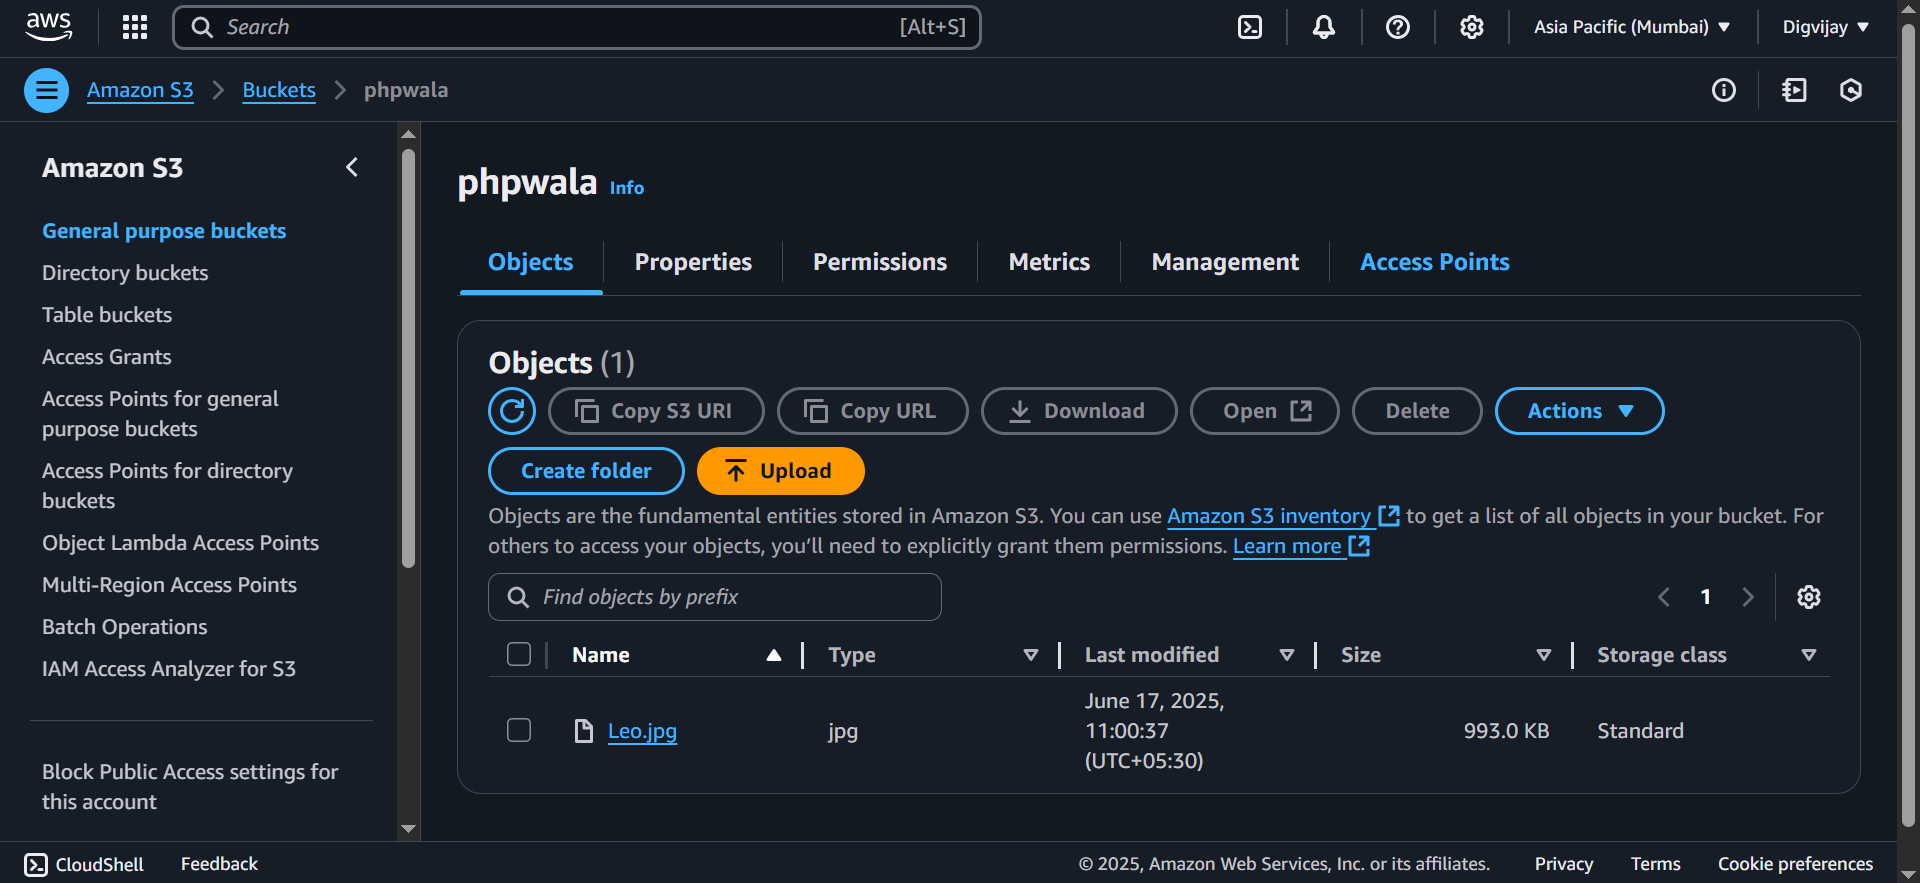 aws
Search [Alt+S]
Asia Pacific (Mumbai)
Digvijay
Amazon S3 Buckets phpwala
Amazon S3
General purpose buckets
Directory buckets
Table buckets
Access Grants
Access Points for general
purpose buckets
Access Points for directory
buckets
Object Lambda Access Points
Multi-Region Access Points
Batch Operations
IAM Access Analyzer for S3
Block Public Access settings for
this account
phpwala Info
Objects Properties Permissions Metrics Management Access Points
Objects (1)
Copy S3 URI Copy URL Download Open Delete Actions
Create folder Upload
Objects are the fundamental entities stored in Amazon S3. You can use Amazon S3 inventory to get a list of all objects in your bucket. For
others to access your objects, you’ll need to explicitly grant them permissions. Learn more
Find objects by prefix
1
Name Type Last modified Size Storage class
Leo.jpg jpg June 17, 2025, 993.0 KB Standard
11:00:37
(UTC+05:30)
CloudShell Feedback
© 2025, Amazon Web Services, Inc. or its affiliates. Privacy Terms Cookie preferences